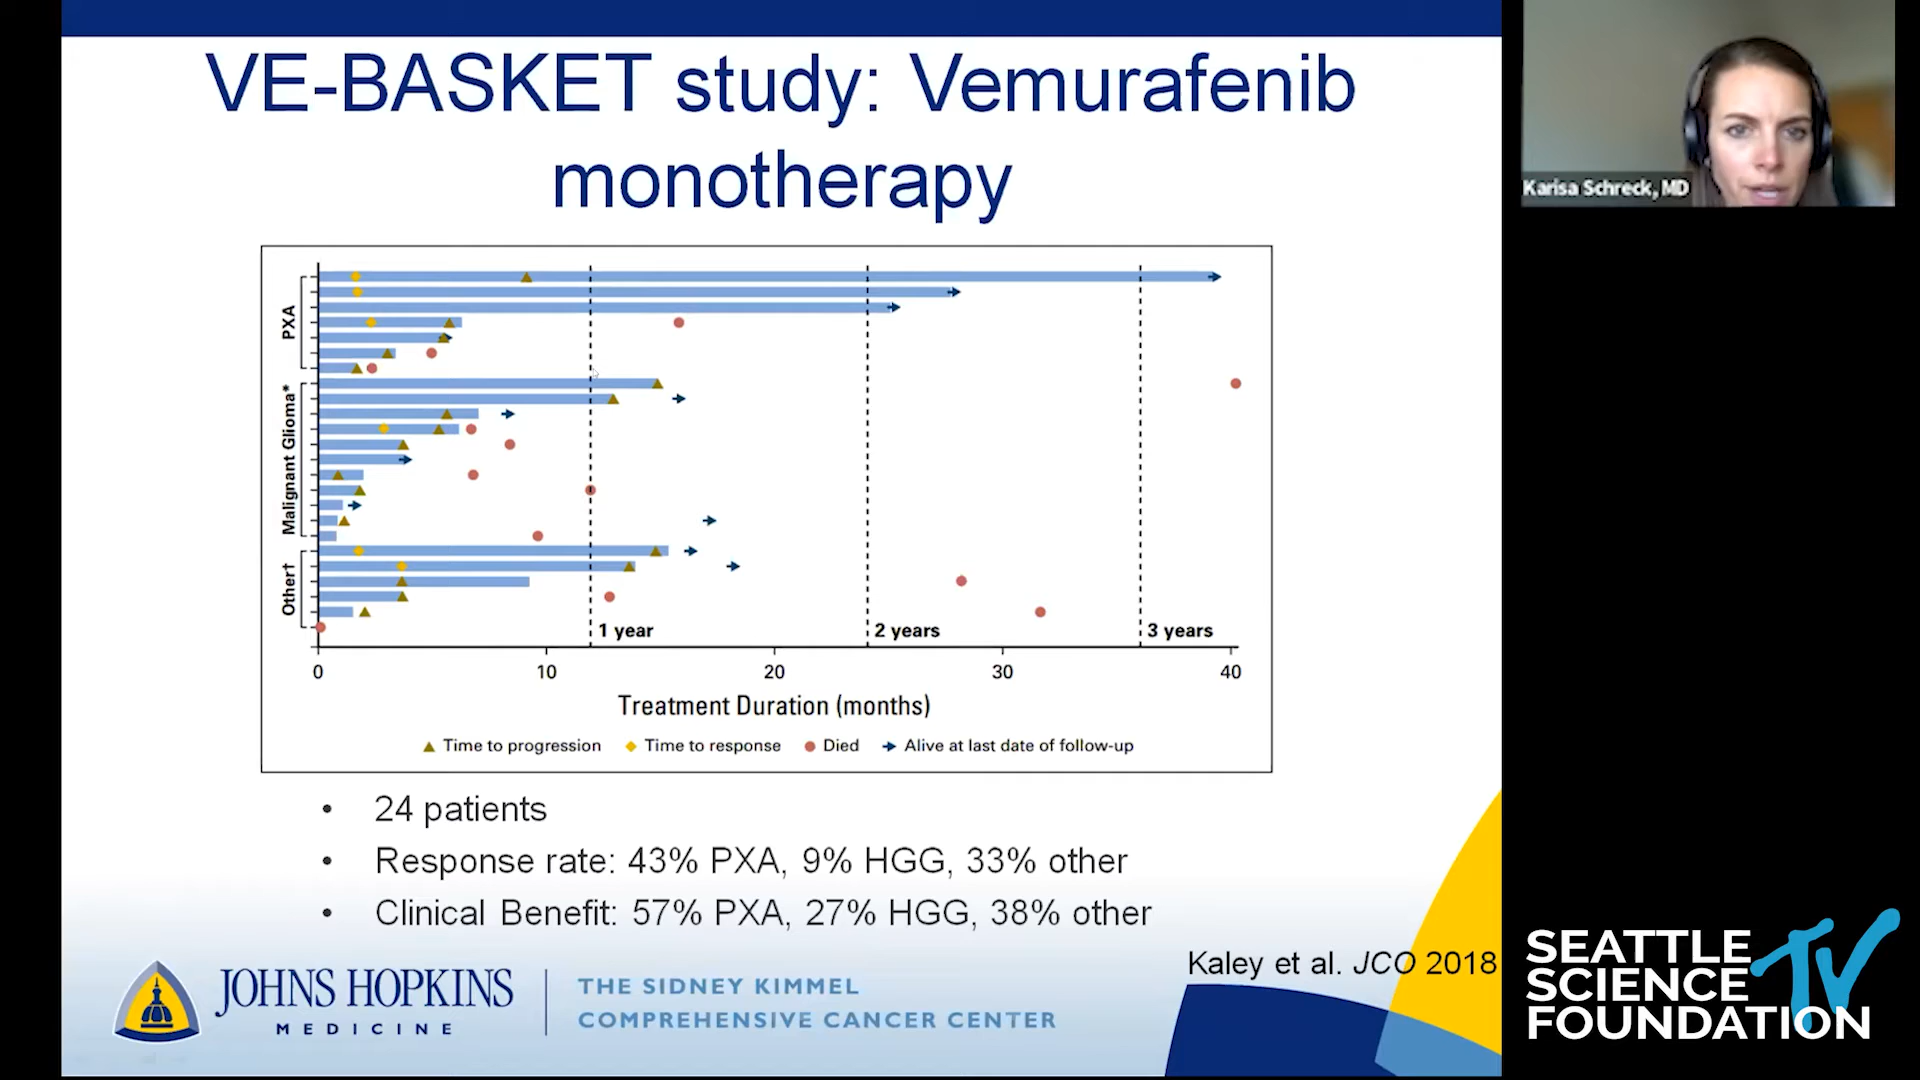 VE-BASKET study: Vemurafenib
monotherapy
PXA
Malignant Glioma*
Other†
1 year
2 years
3 years
0
10
20
30
40
Treatment Duration (months)
Time to progression
Time to response
Died
Alive at last date of follow-up
• 24 patients
• Response rate: 43% PXA, 9% HGG, 33% other
• Clinical Benefit: 57% PXA, 27% HGG, 38% other
Kaley et al. JCO 2018
JOHNS HOPKINS
MEDICINE
THE SIDNEY KIMMEL
COMPREHENSIVE CANCER CENTER
Karisa Schreck, MD
SEATTLE
SCIENCE
FOUNDATION
TV